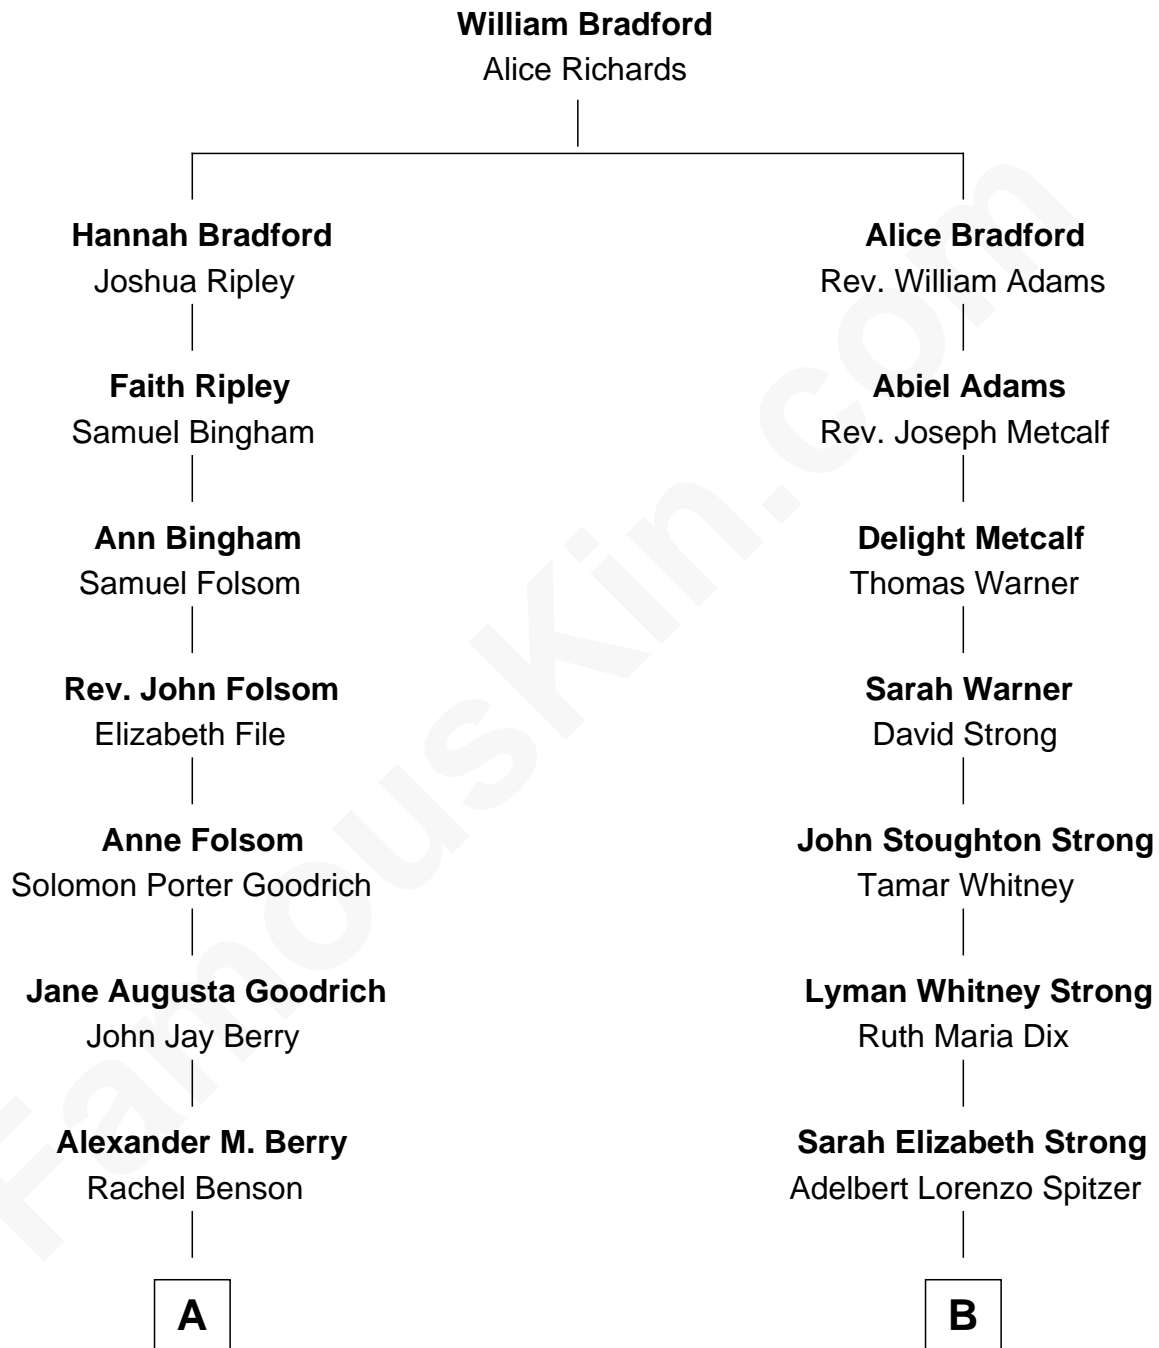 William Bradford
Alice Richards
Hannah Bradford
Joshua Ripley
Alice Bradford
Rev. William Adams
Faith Ripley
Samuel Bingham
Abiel Adams
Rev. Joseph Metcalf
Ann Bingham
Samuel Folsom
Delight Metcalf
Thomas Warner
Rev. John Folsom
Elizabeth File
Sarah Warner
David Strong
Anne Folsom
Solomon Porter Goodrich
John Stoughton Strong
Tamar Whitney
Jane Augusta Goodrich
John Jay Berry
Lyman Whitney Strong
Ruth Maria Dix
Alexander M. Berry
Rachel Benson
Sarah Elizabeth Strong
Adelbert Lorenzo Spitzer
A
B
FamousKin.com